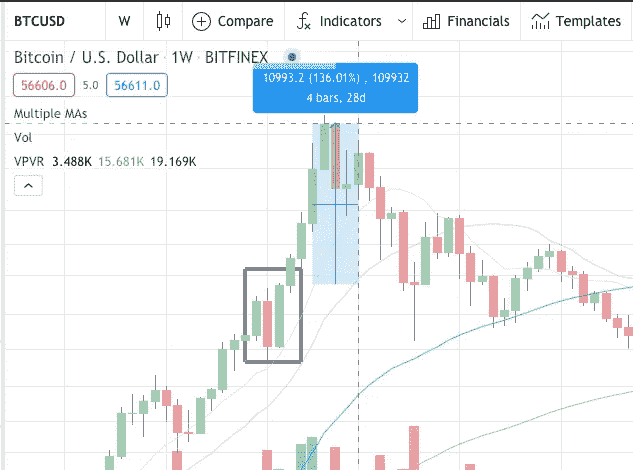 BTCUSD W Compare Indicators Financials Templates
Bitcoin / U.S. Dollar · 1W · BITFINEX
10993.2 (136.01%) , 109932
4 bars, 28d
56606.0 5.0 56611.0
Multiple MAs
Vol
VPVR 3.488K 15.681K 19.169K